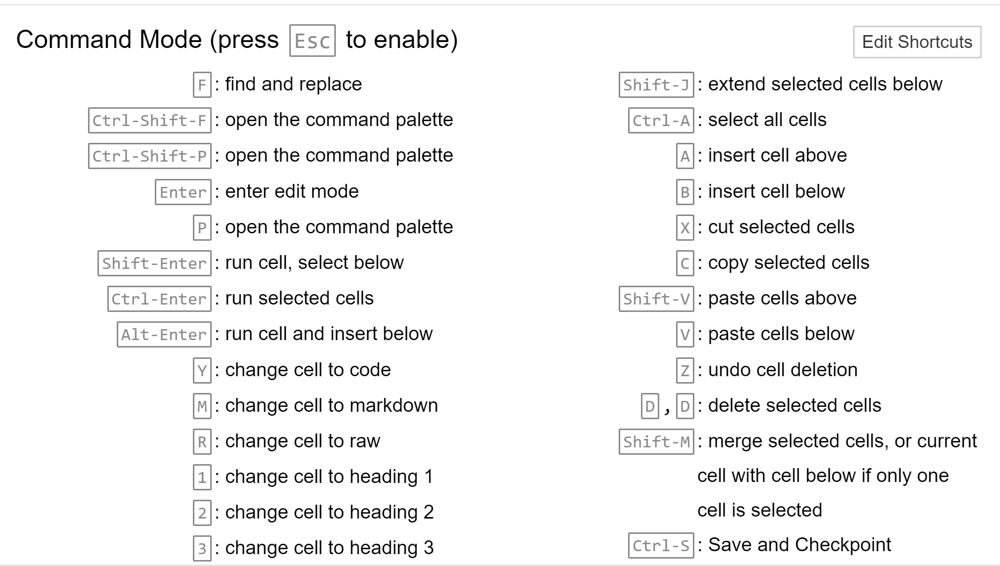 Command Mode (press Esc to enable)
Edit Shortcuts
F : find and replace
Ctrl-Shift-F : open the command palette
Ctrl-Shift-P : open the command palette
Enter : enter edit mode
P : open the command palette
Shift-Enter : run cell, select below
Ctrl-Enter : run selected cells
Alt-Enter : run cell and insert below
Y : change cell to code
M : change cell to markdown
R : change cell to raw
1 : change cell to heading 1
2 : change cell to heading 2
3 : change cell to heading 3
Shift-J : extend selected cells below
Ctrl-A : select all cells
A : insert cell above
B : insert cell below
X : cut selected cells
C : copy selected cells
Shift-V : paste cells above
V : paste cells below
Z : undo cell deletion
D , D : delete selected cells
Shift-M : merge selected cells, or current
cell with cell below if only one
cell is selected
Ctrl-S : Save and Checkpoint